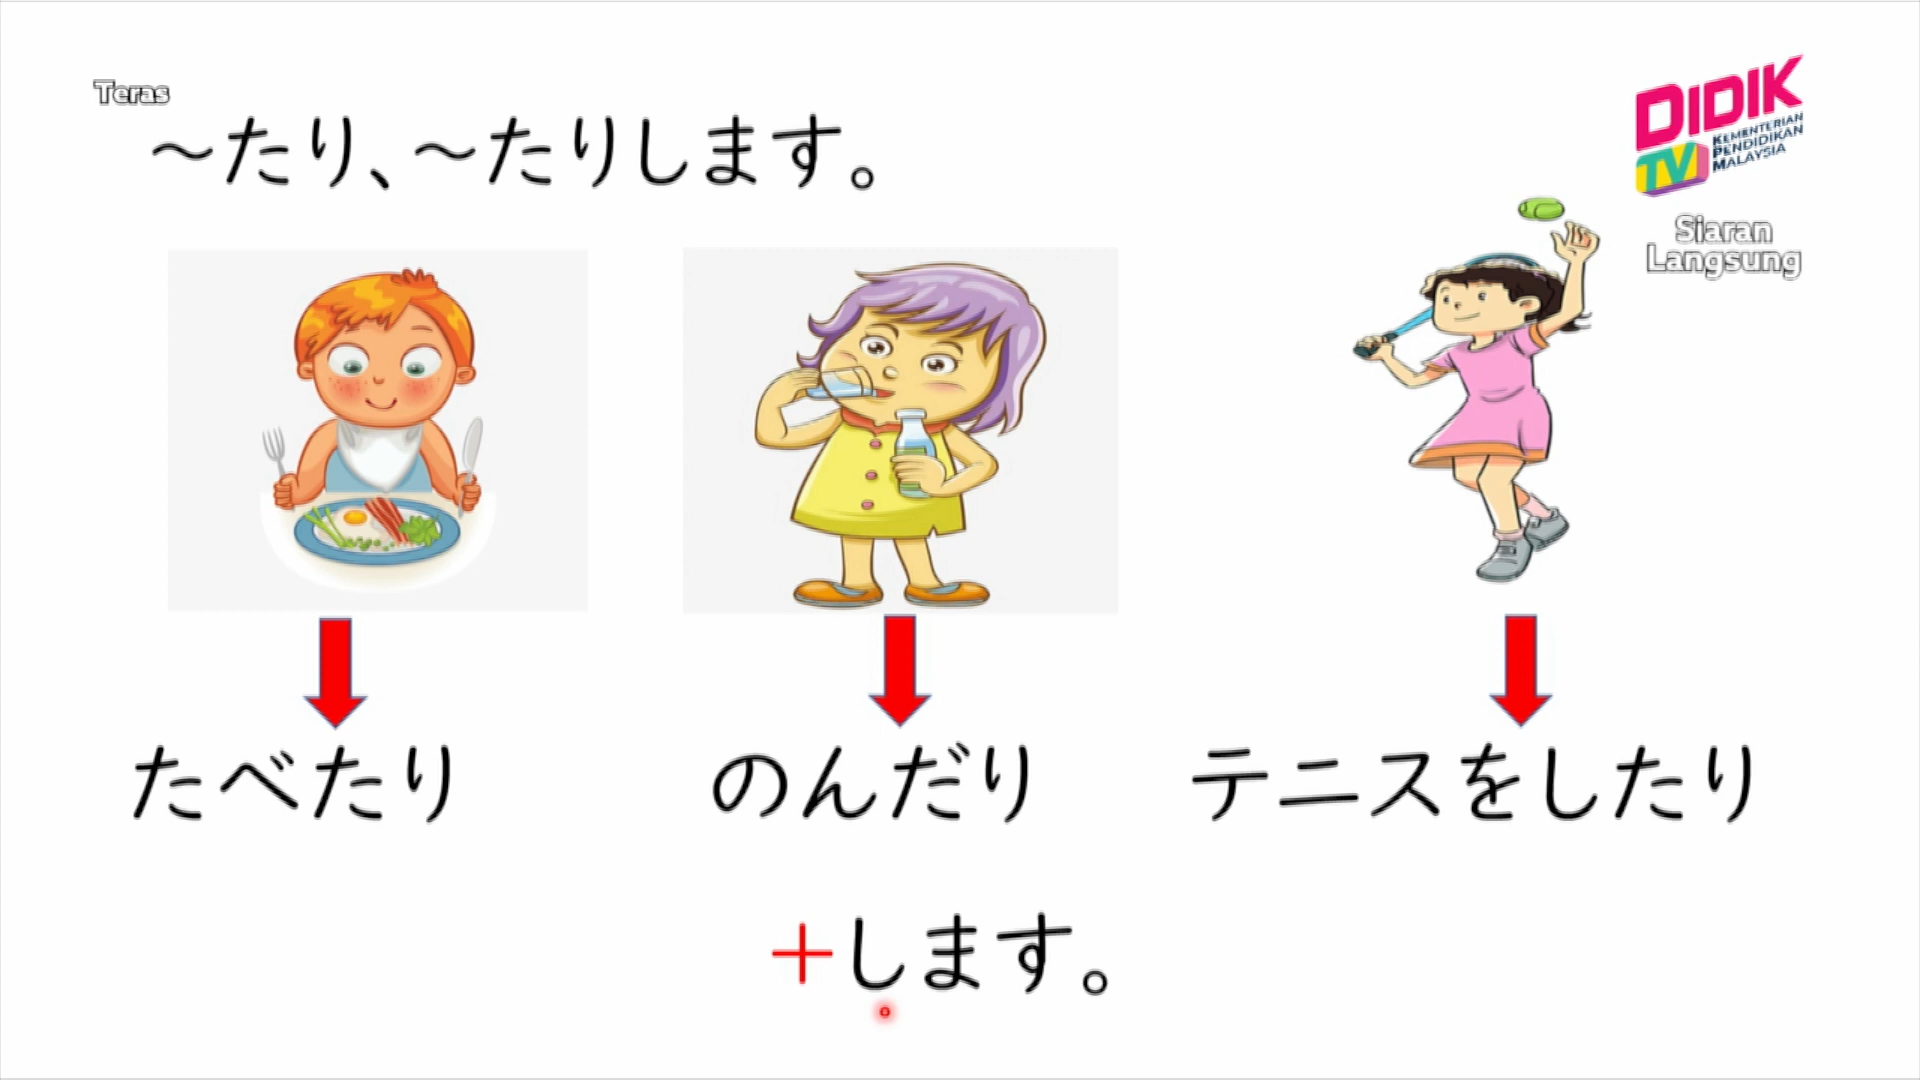 Teras
～たり、～たりします。
DIDIK
TV
KEMENTERIAN
PENDIDIKAN
MALAYSIA
Siaran
Langsung
たべたり
のんだり
テニスをしたり
+します。